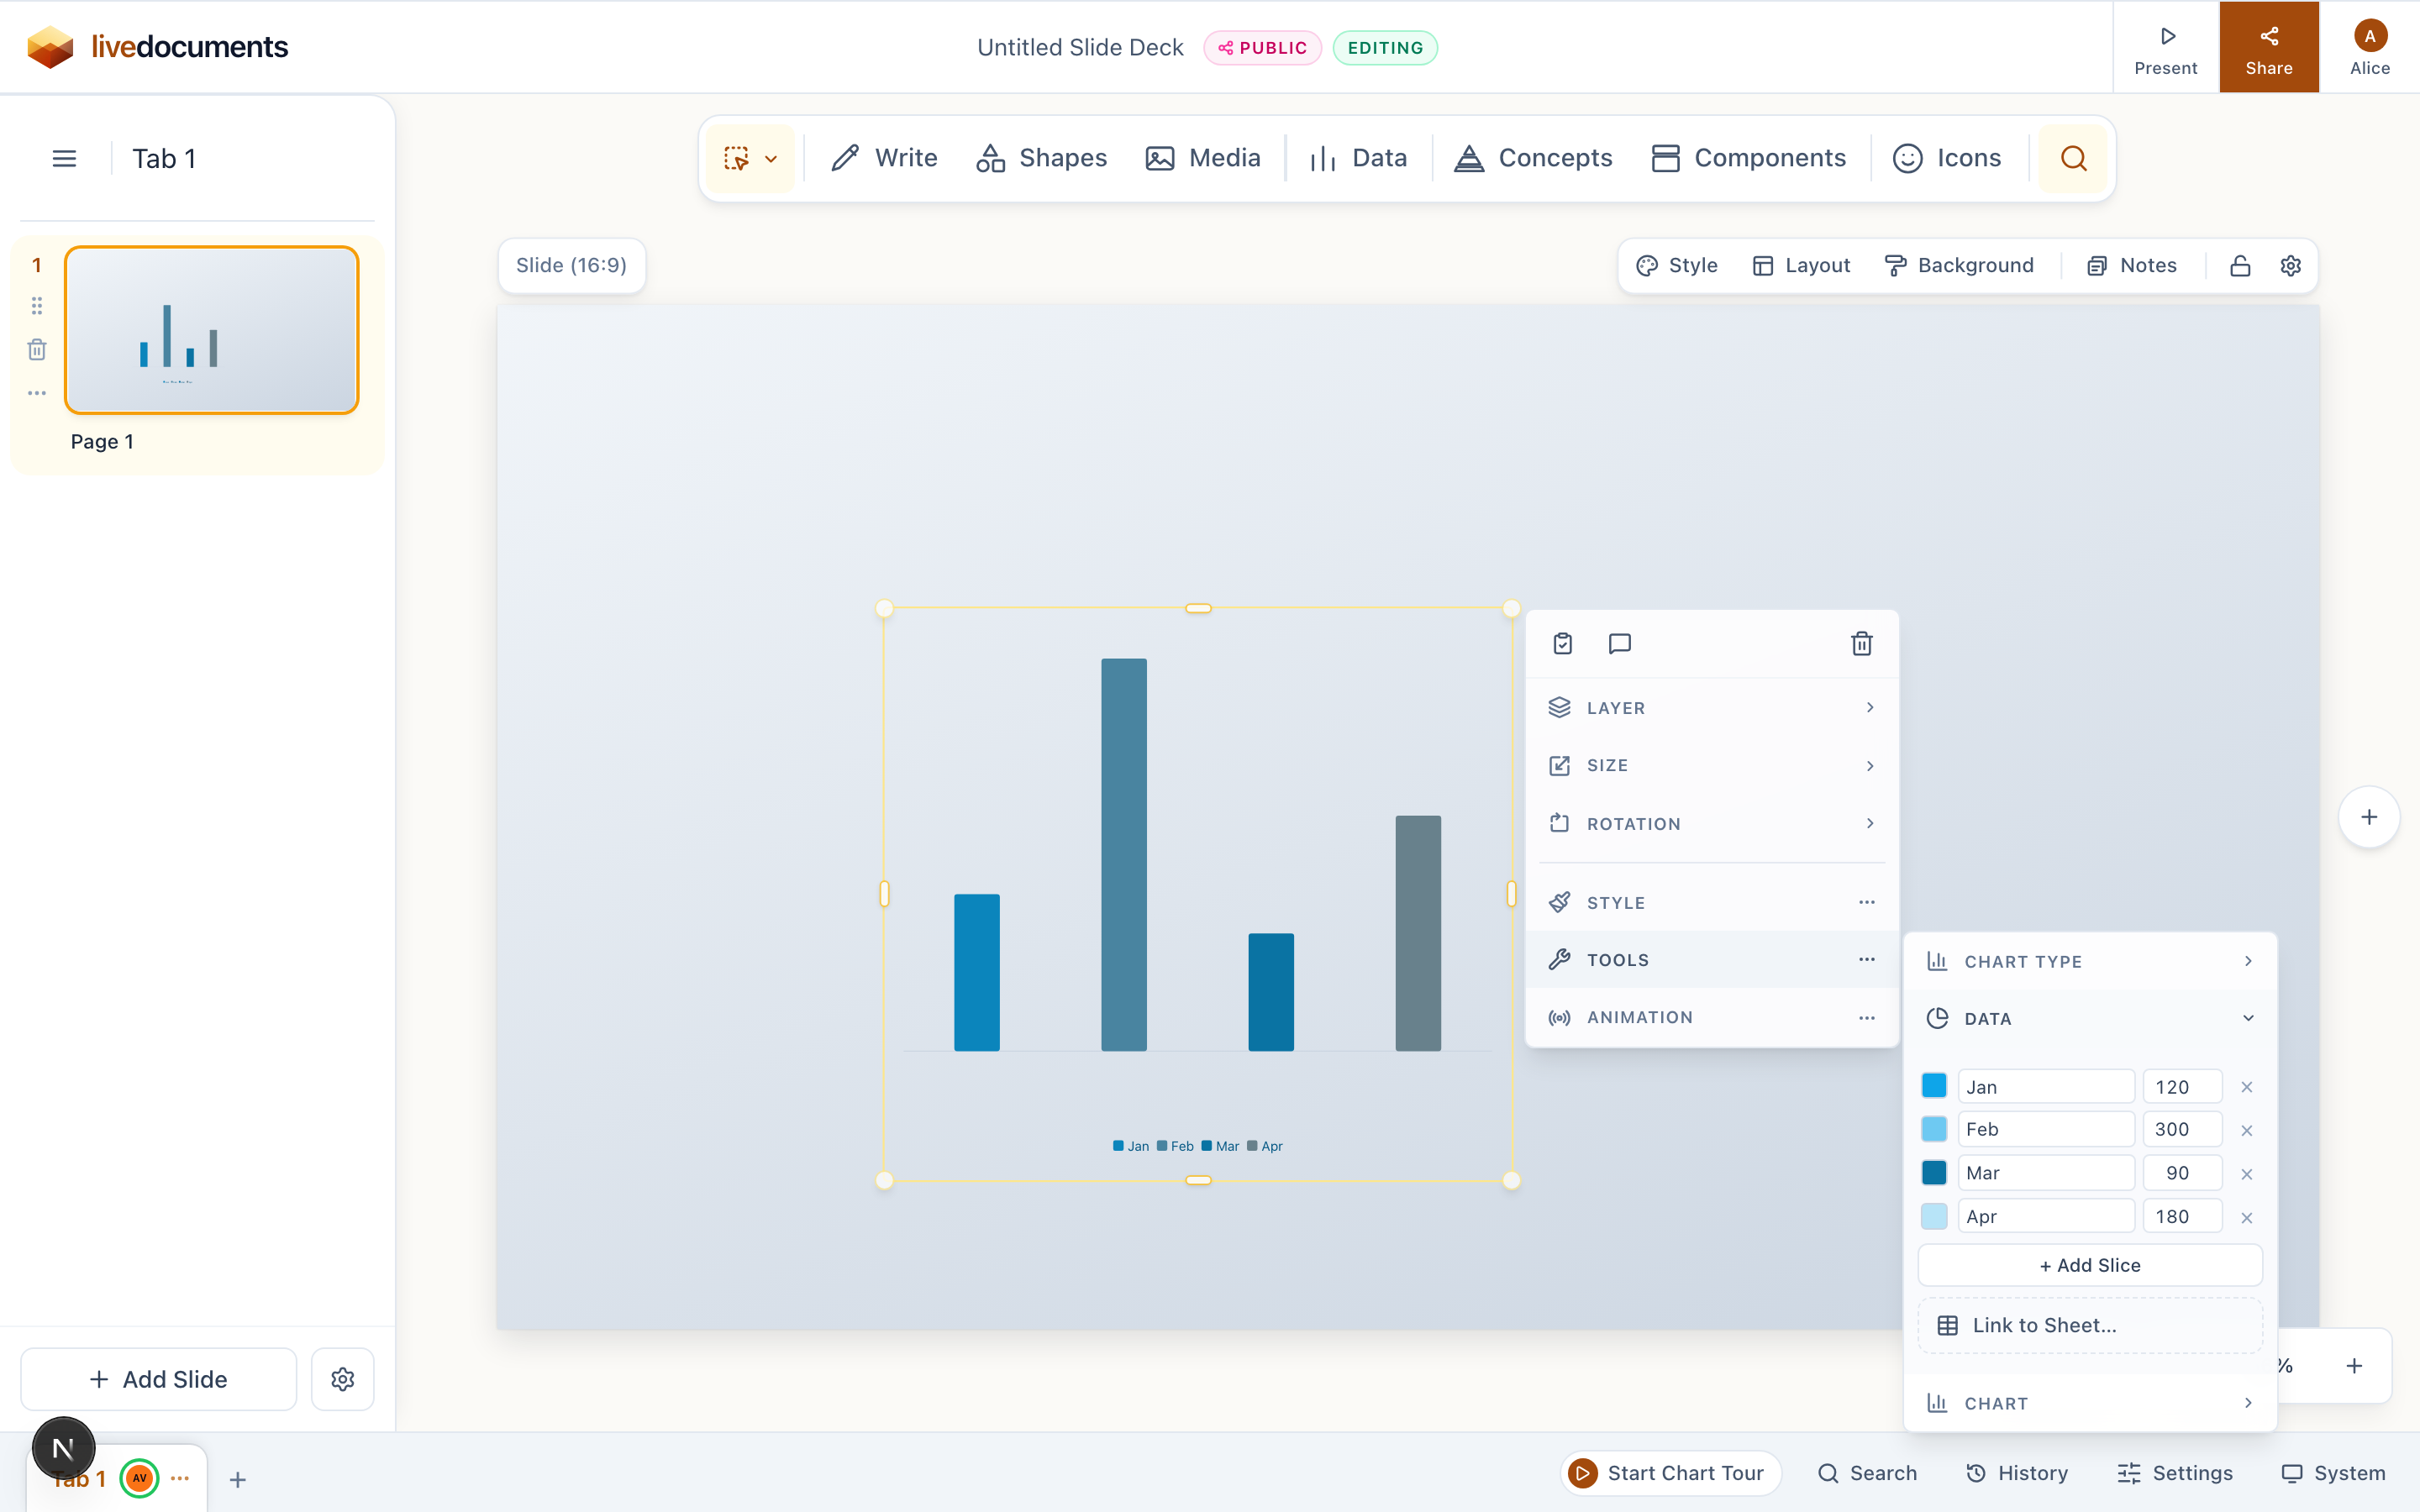 livedocuments
Untitled Slide Deck
PUBLIC
EDITING
Present
Share
A
Alice
Tab 1
Write
Shapes
Media
Data
Concepts
Components
Icons
1
Page 1
Slide (16:9)
Style
Layout
Background
Notes
LAYER
SIZE
ROTATION
STYLE
TOOLS
ANIMATION
CHART TYPE
DATA
Jan 120
Feb 300
Mar 90
Apr 180
+ Add Slice
Link to Sheet...
CHART
Jan Feb Mar Apr
%
Add Slide
N
Tab 1
AV
Start Chart Tour
Search
History
Settings
System